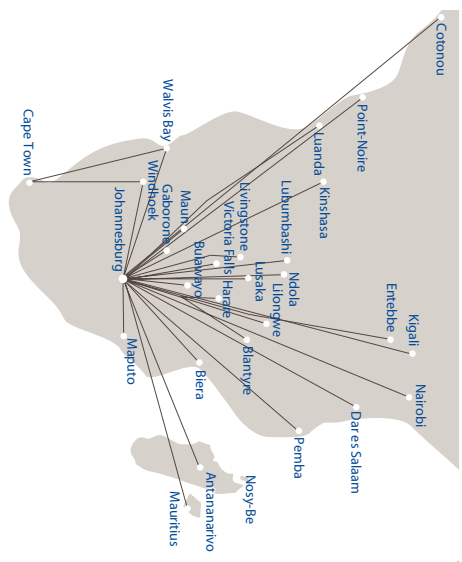 Cotonou
Point-Noire
Luanda
Kinshasa
Walvis Bay
Cape Town
Windhoek
Gaborone
Maun
Johannesburg
Livingstone
Victoria Falls
Lubumbashi
Bulawayo
Harare
Lusaka
Ndola
Lilongwe
Entebbe
Kigali
Nairobi
Blantyre
Biera
Maputo
Dar es Salaam
Pemba
Nosy-Be
Antananarivo
Mauritius